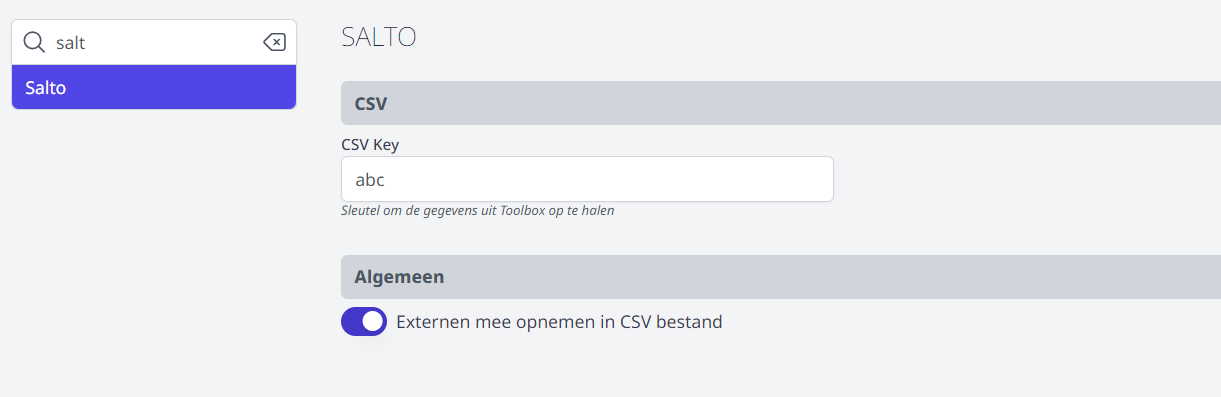 salt
Salto
SALTO
CSV
CSV Key
abc
Sleutel om de gegevens uit Toolbox op te halen
Algemeen
Externen mee opnemen in CSV bestand